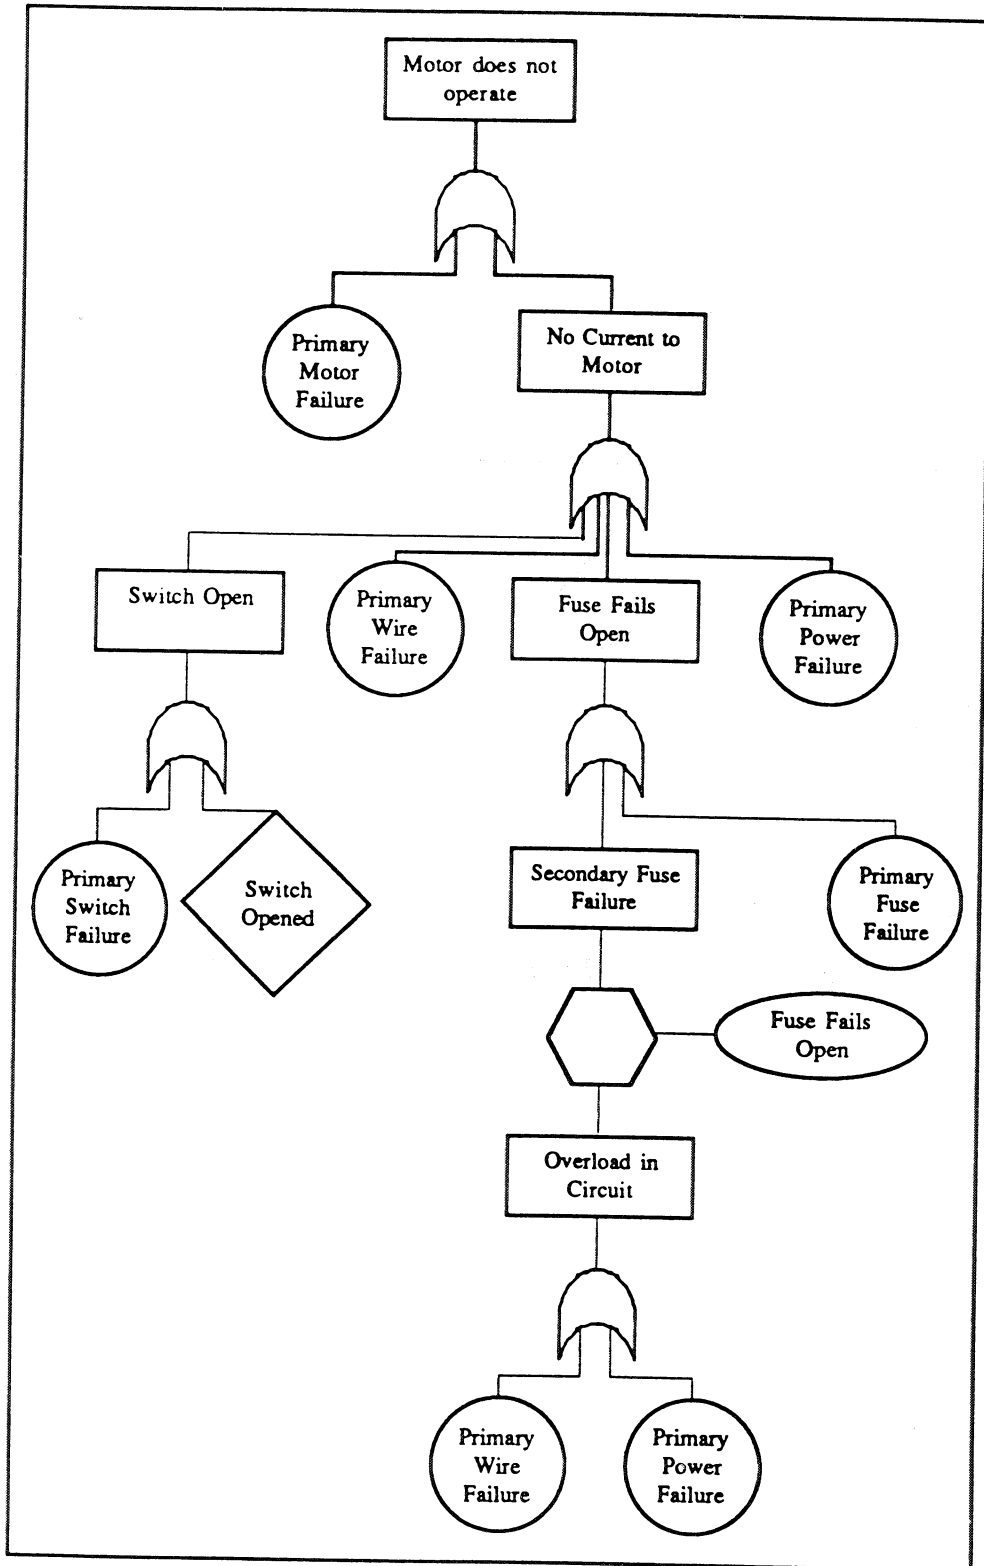 Motor does not
operate
Primary
Motor
Failure
No Current to
Motor
Switch Open
Primary
Wire
Failure
Fuse Fails
Open
Primary
Power
Failure
Primary
Switch
Failure
Switch
Opened
Secondary Fuse
Failure
Primary
Fuse
Failure
Fuse Fails
Open
Overload in
Circuit
Primary
Wire
Failure
Primary
Power
Failure